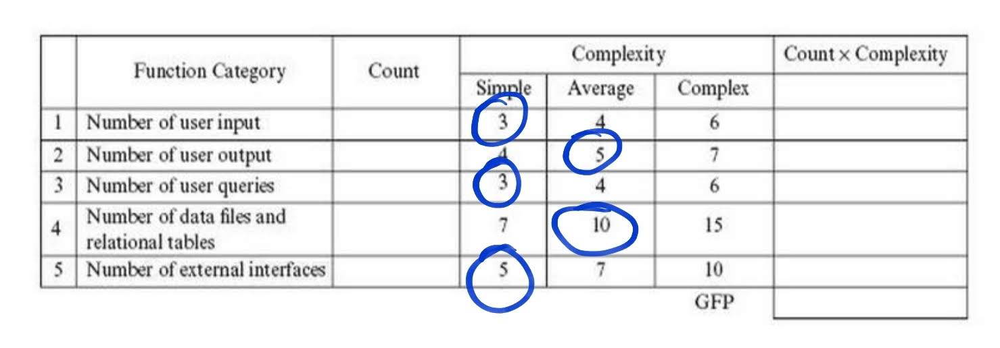 Function Category Count Complexity Count × Complexity
Simple Average Complex
1 Number of user input 3 4 6
2 Number of user output 4 5 7
3 Number of user queries 3 4 6
4 Number of data files and
relational tables 7 10 15
5 Number of external interfaces 5 7 10
GFP